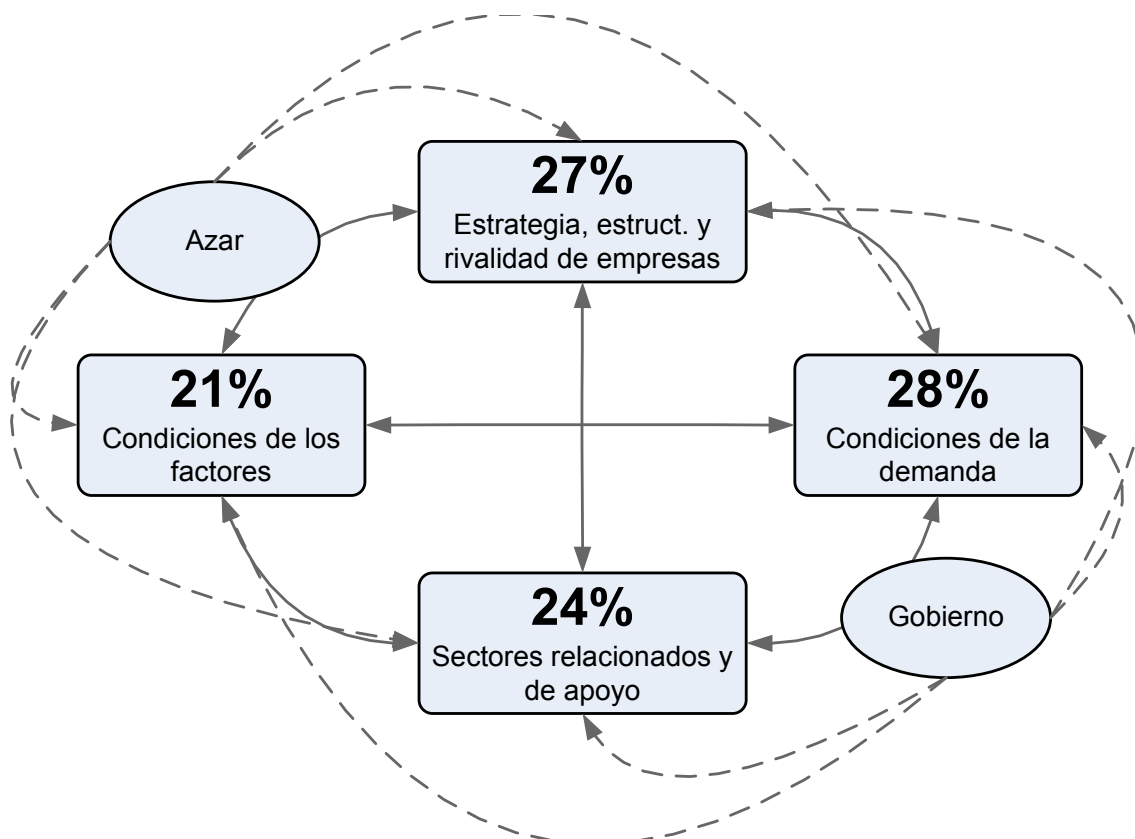 27%
Estrategia, estruct. y
rivalidad de empresas
Azar
21%
Condiciones de los
factores
28%
Condiciones de la
demanda
24%
Sectores relacionados y
de apoyo
Gobierno